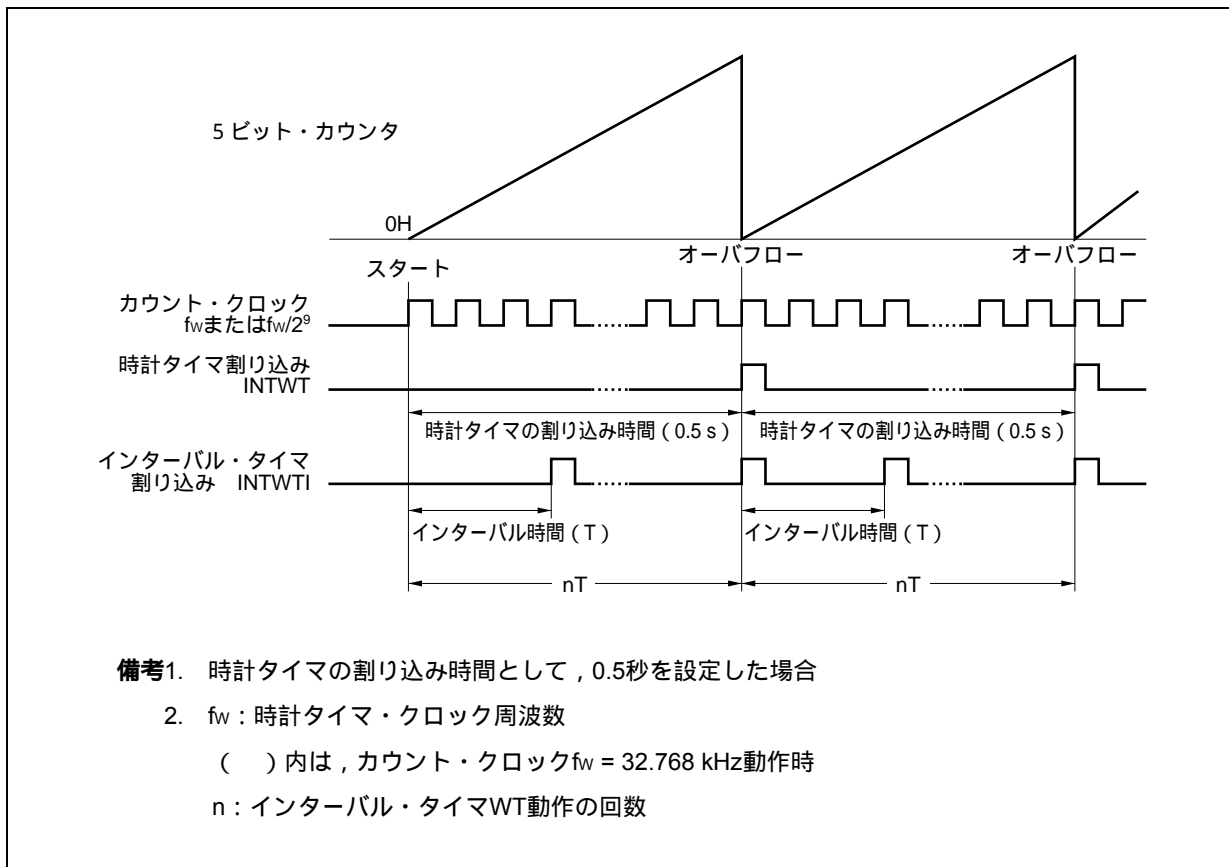 5 ビット・カウンタ
0H
スタート
オーバフロー
オーバフロー
カウント・クロック
fwまたはfw/2⁹
時計タイマ割り込み
INTWT
時計タイマの割り込み時間（0.5 s）
時計タイマの割り込み時間（0.5 s）
インターバル・タイマ
割り込み　INTWTI
インターバル時間（T）
インターバル時間（T）
nT
nT
備考1.　時計タイマの割り込み時間として，0.5秒を設定した場合
2.　fw：時計タイマ・クロック周波数
（　）内は，カウント・クロックfw = 32.768 kHz動作時
n：インターバル・タイマWT動作の回数